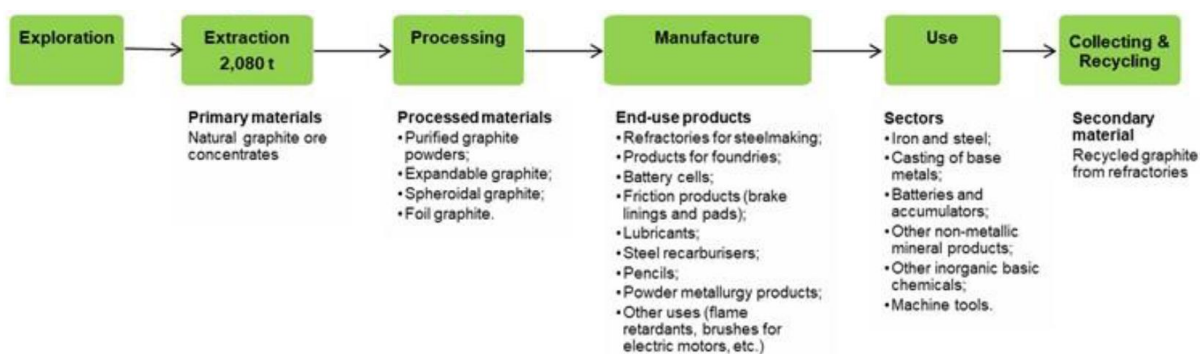 Exploration
Extraction
2,080 t
Processing
Manufacture
Use
Collecting &
Recycling
Primary materials
Natural graphite ore
concentrates
Processed materials
•Purified graphite
powders;
•Expandable graphite;
•Spheroidal graphite;
•Foil graphite.
End-use products
•Refractories for steelmaking;
•Products for foundries;
•Battery cells;
•Friction products (brake
linings and pads);
•Lubricants;
•Steel recarburisers;
•Pencils;
•Powder metallurgy products;
•Other uses (flame
retardants, brushes for
electric motors, etc.)
Sectors
•Iron and steel;
•Casting of base
metals;
•Batteries and
accumulators;
•Other non-metallic
mineral products;
•Other inorganic basic
chemicals;
•Machine tools.
Secondary
material
Recycled graphite
from refractories